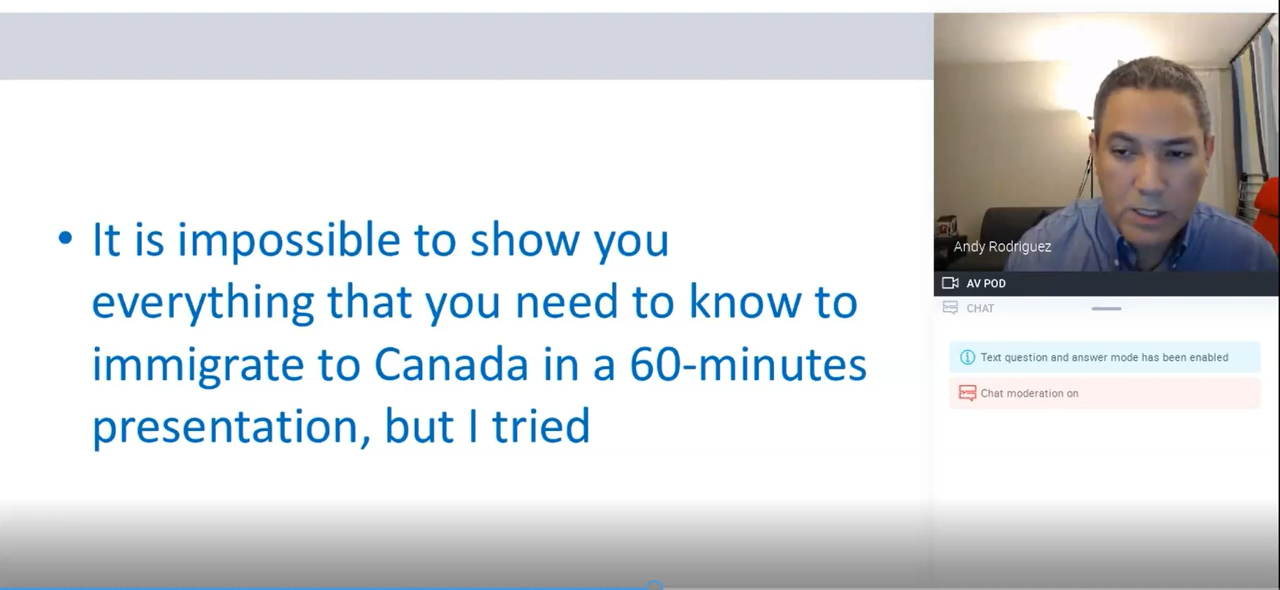 • It is impossible to show you
everything that you need to know to
immigrate to Canada in a 60-minutes
presentation, but I tried
Andy Rodriguez
AV POD
CHAT
Text question and answer mode has been enabled
Chat moderation on